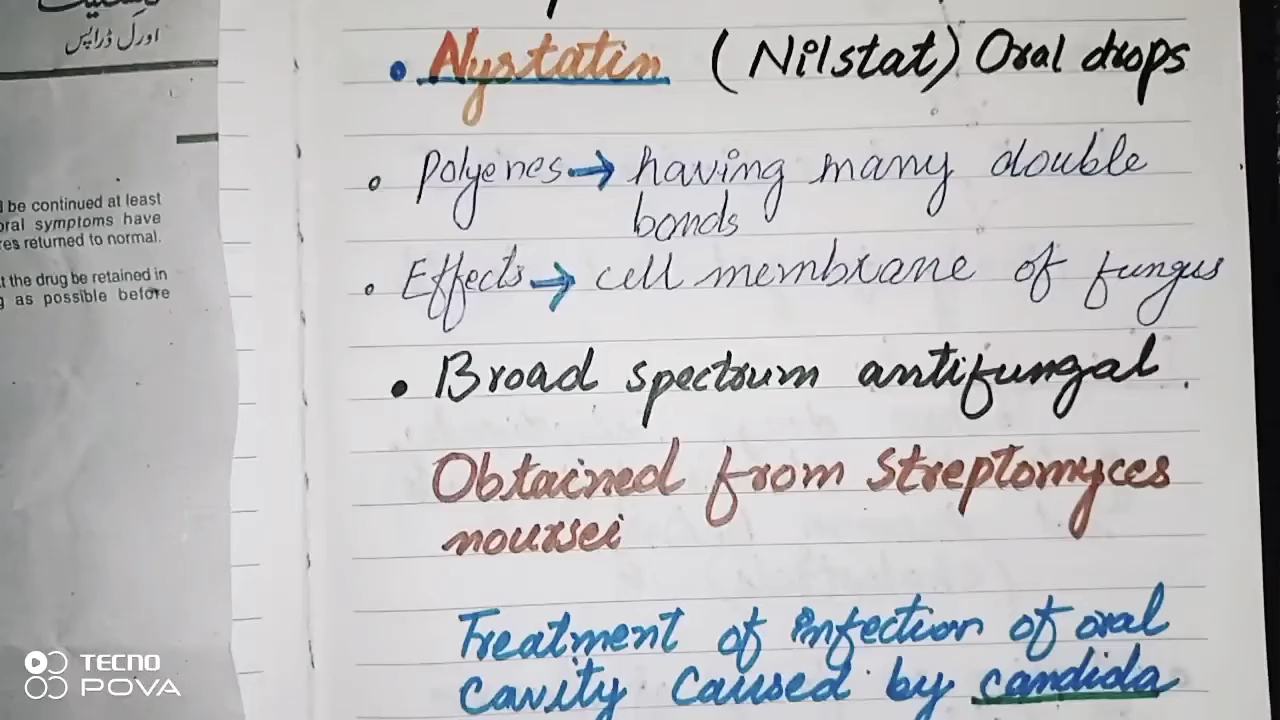 اورل ڈراپس
• Nystatin (Nilstat) Oral drops
• Polyenes → having many double
bonds
• Effects → cell membrane of fungus
• Broad spectrum antifungal.
Obtained from Streptomyces
noursei
Treatment of infection of oral
cavity caused by candida
be continued at least
oral symptoms have
res returned to normal.
t the drug be retained in
g as possible before
TECNO
POVA